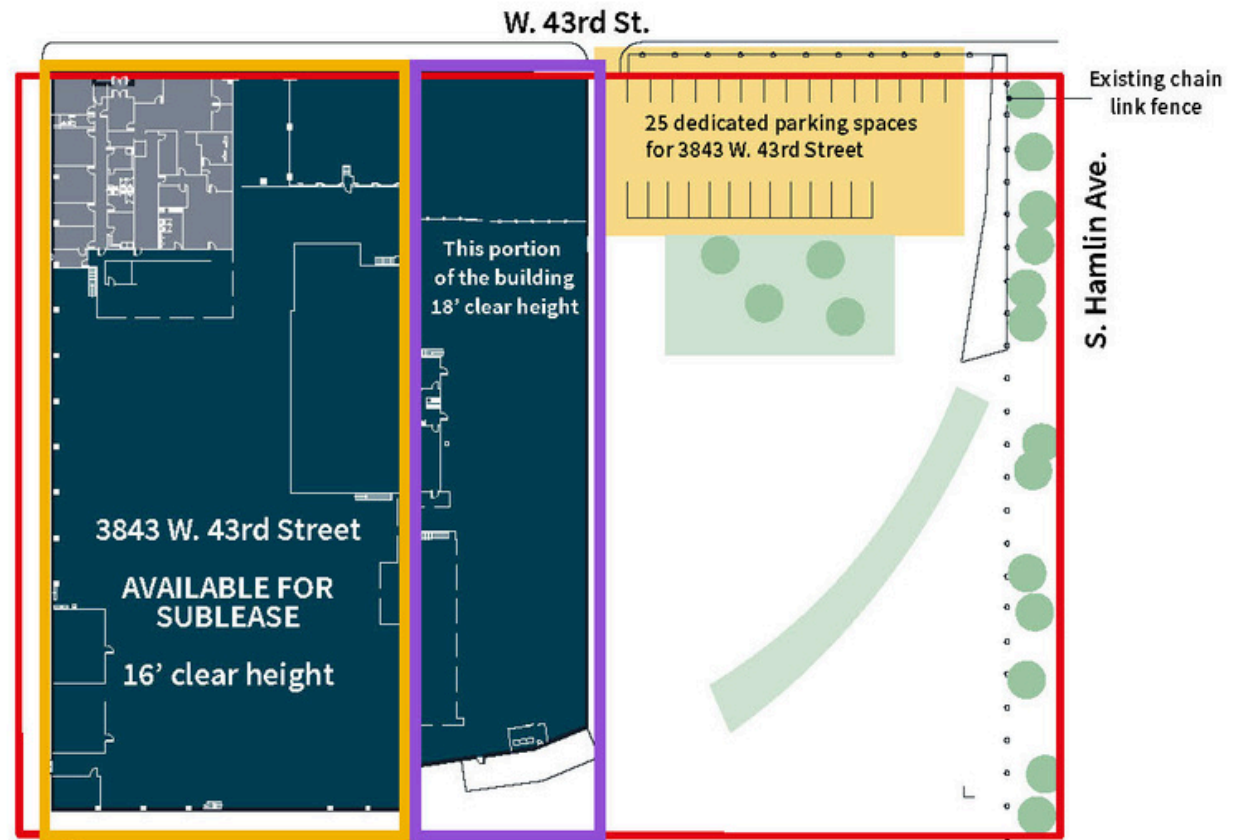 W. 43rd St.
Existing chain
link fence
25 dedicated parking spaces
for 3843 W. 43rd Street
S. Hamlin Ave.
This portion
of the building
18’ clear height
3843 W. 43rd Street
AVAILABLE FOR
SUBLEASE
16’ clear height